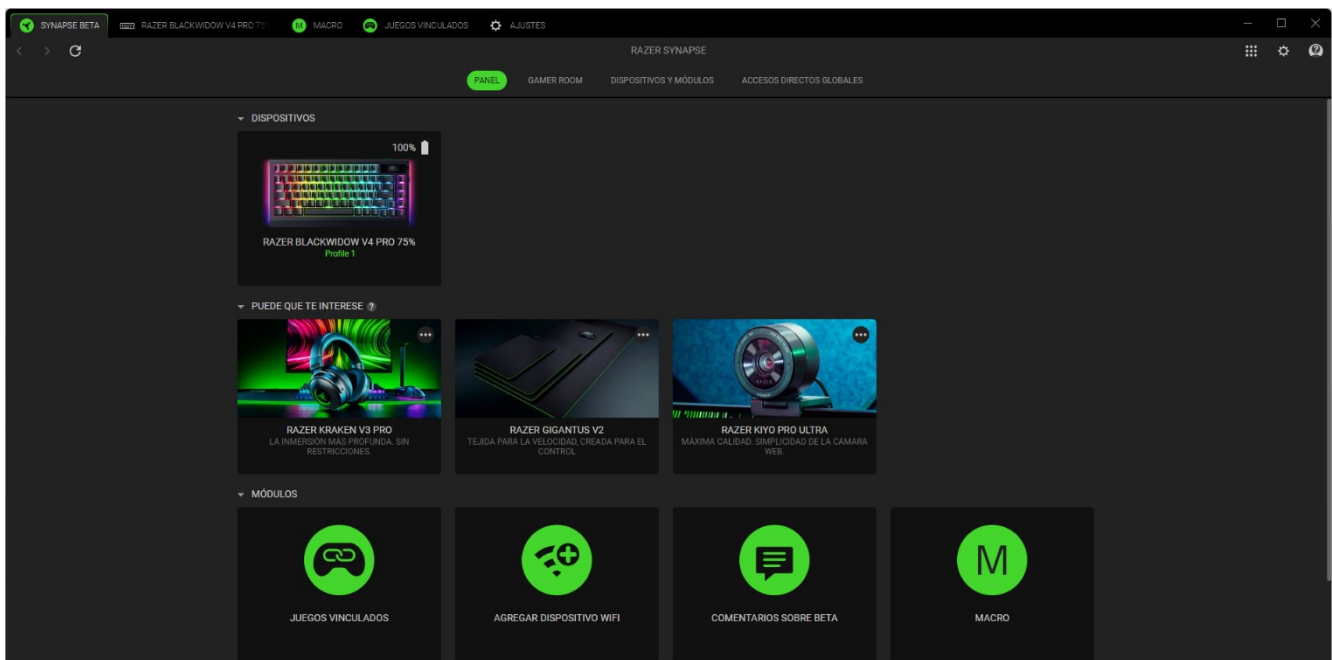 SYNAPSE BETA
RAZER BLACKWIDOW V4 PRO 75%
MACRO
JUEGOS VINCULADOS
AJUSTES
RAZER SYNAPSE
PANEL
GAMER ROOM
DISPOSITIVOS Y MÓDULOS
ACCESOS DIRECTOS GLOBALES
DISPOSITIVOS
100%
RAZER BLACKWIDOW V4 PRO 75%
Profile 1
PUEDE QUE TE INTERESE ?
RAZER KRAKEN V3 PRO
LA INMERSIÓN MÁS PROFUNDA. SIN
RESTRICCIONES.
RAZER GIGANTUS V2
TEJIDA PARA LA VELOCIDAD, CREADA PARA EL
CONTROL
RAZER KIYO PRO ULTRA
MÁXIMA CALIDAD. SIMPLICIDAD DE LA CÁMARA
WEB.
MÓDULOS
JUEGOS VINCULADOS
AGREGAR DISPOSITIVO WIFI
COMENTARIOS SOBRE BETA
M
MACRO